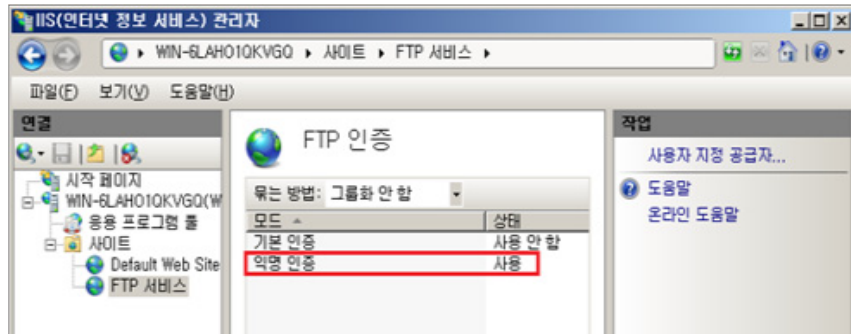 IIS(인터넷 정보 서비스) 관리자
WIN-6LAHO1QKVGQ ▸ 사이트 ▸ FTP 서비스 ▸
파일(F) 보기(V) 도움말(H)
연결
시작 페이지
WIN-6LAHO1QKVGQ(W
응용 프로그램 풀
사이트
Default Web Site
FTP 서비스
FTP 인증
묶는 방법: 그룹화 안 함
모드 상태
기본 인증 사용 안 함
익명 인증 사용
작업
사용자 지정 공급자...
도움말
온라인 도움말